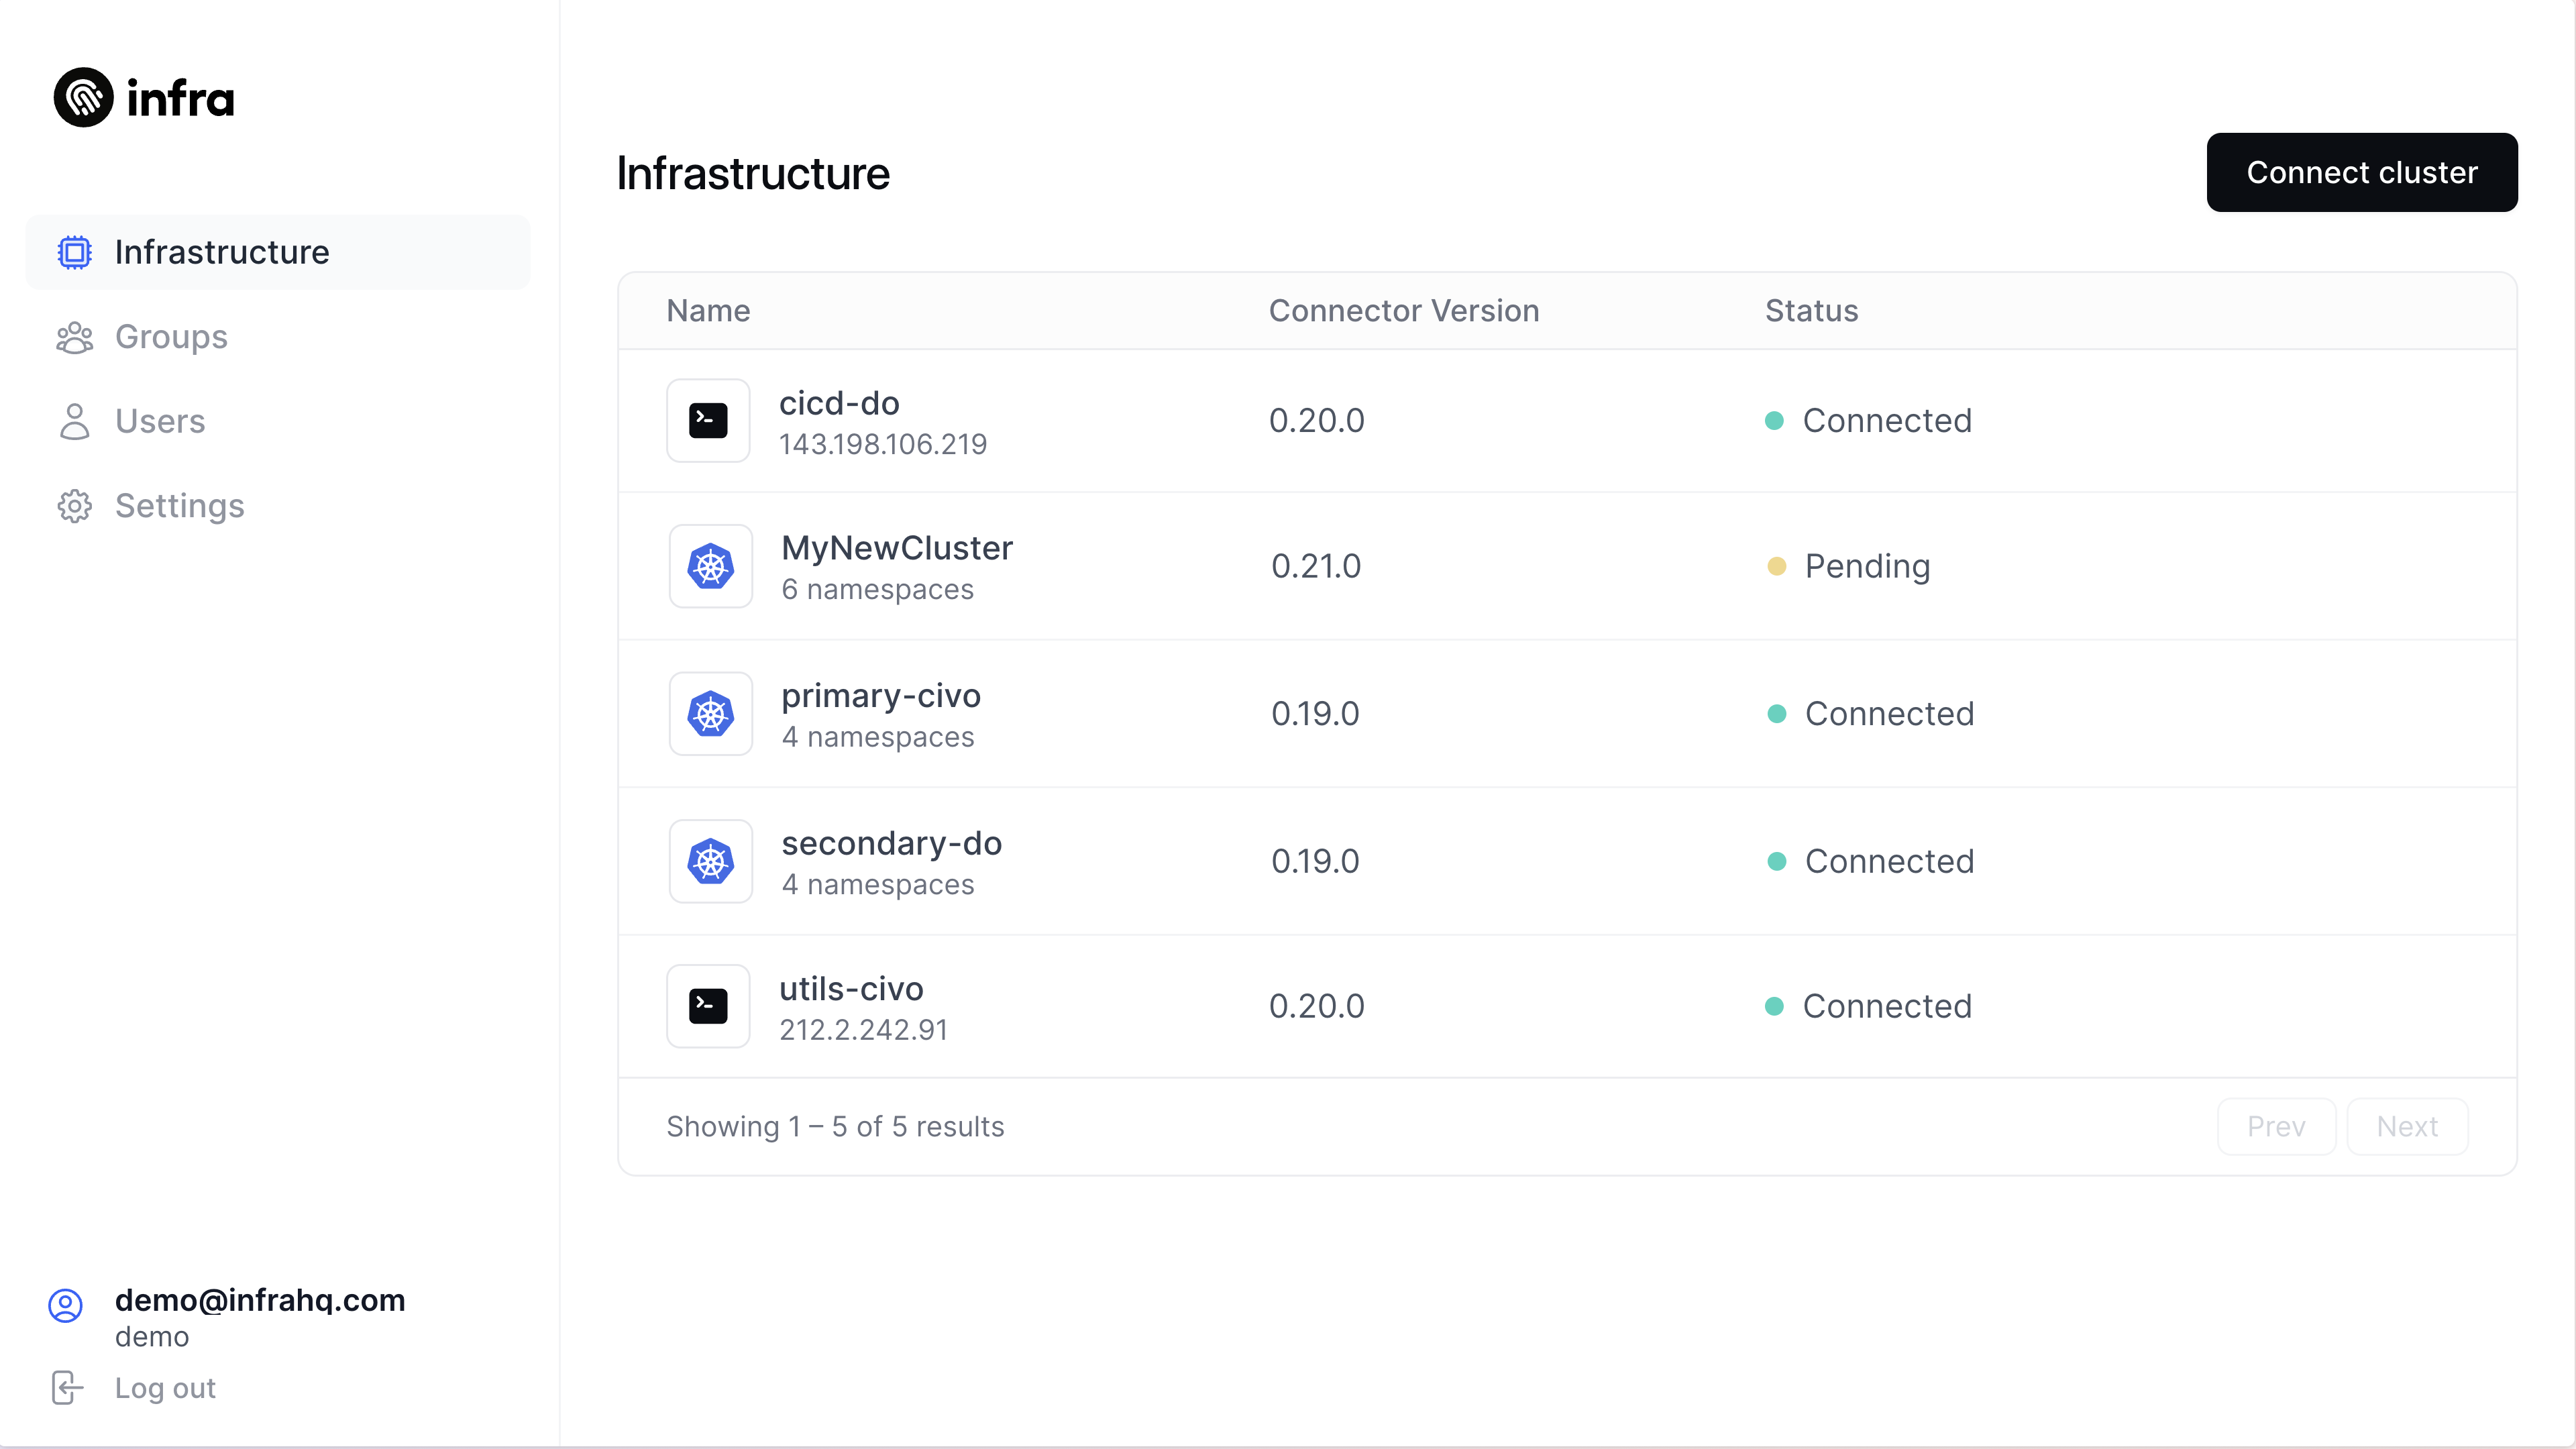 infra
Infrastructure
Groups
Users
Settings
demo@infrahq.com
demo
Log out
Infrastructure
Connect cluster
Name Connector Version Status
cicd-do
143.198.106.219
0.20.0
Connected
MyNewCluster
6 namespaces
0.21.0
Pending
primary-civo
4 namespaces
0.19.0
Connected
secondary-do
4 namespaces
0.19.0
Connected
utils-civo
212.2.242.91
0.20.0
Connected
Showing 1 – 5 of 5 results
Prev Next